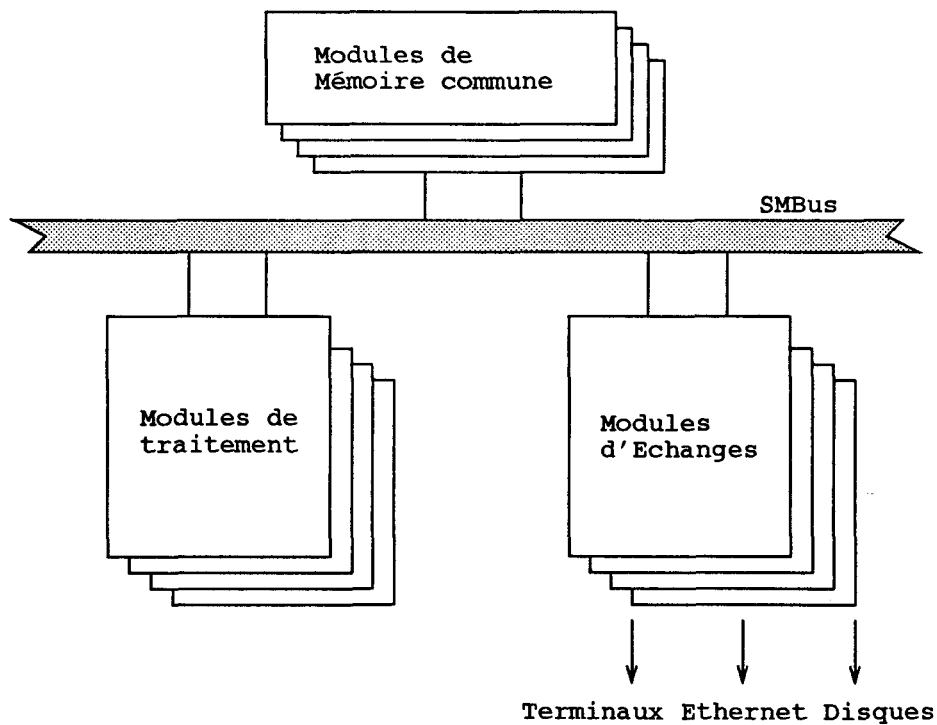 Modules de
Mémoire commune
SMBus
Modules de
traitement
Modules
d'Echanges
Terminaux Ethernet Disques